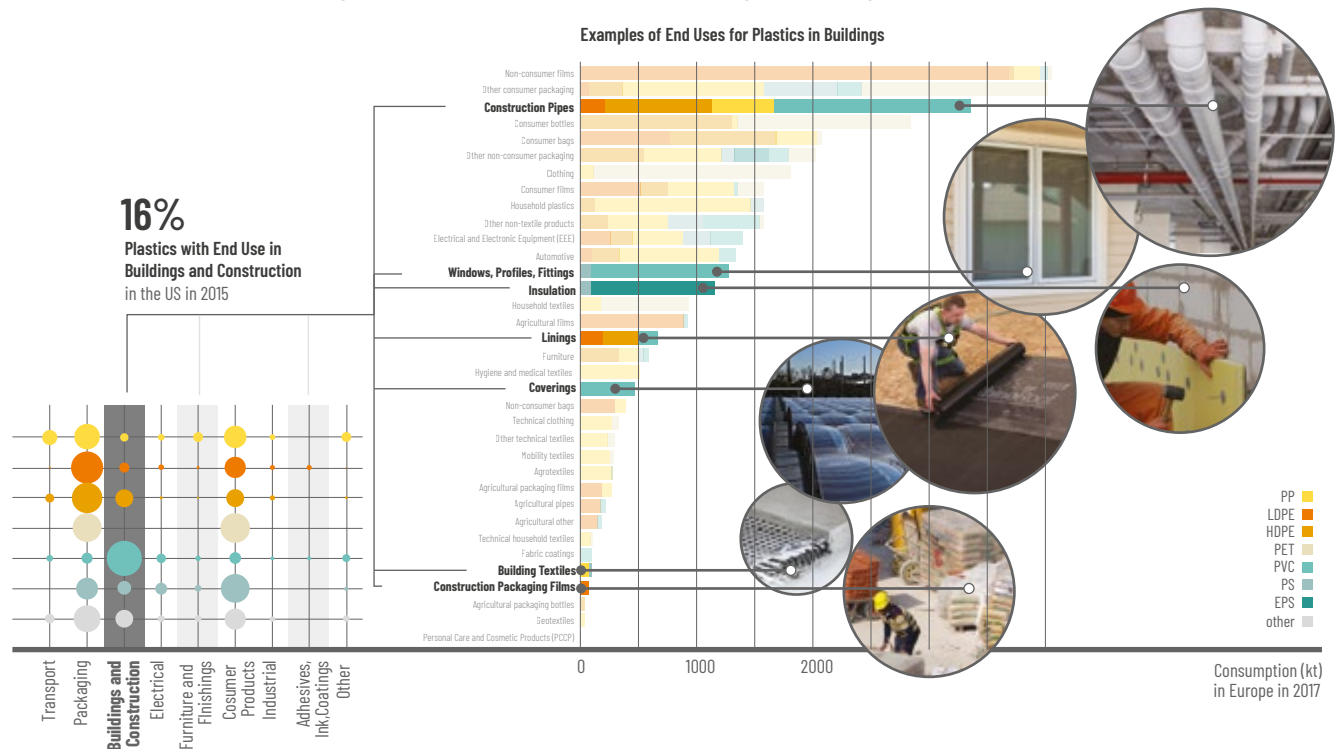 Examples of End Uses for Plastics in Buildings
Non-consumer films
Other consumer packaging
Construction Pipes
Consumer bottles
Consumer bags
Other non-consumer packaging
Clothing
Consumer films
Household plastics
Other non-textile products
Electrical and Electronic Equipment (EEE)
Automotive
Windows, Profiles, Fittings
Insulation
Household textiles
Agricultural films
Linings
Furniture
Hygiene and medical textiles
Coverings
Non-consumer bags
Technical clothing
Other technical textiles
Mobility textiles
Agrotextiles
Agricultural packaging films
Agricultural pipes
Agricultural other
Technical household textiles
Fabric coatings
Building Textiles
Construction Packaging Films
Agricultural packaging bottles
Geotextiles
Personal Care and Cosmetic Products (PCCP)
16%
Plastics with End Use in
Buildings and Construction
in the US in 2015
PP
LDPE
HDPE
PET
PVC
PS
EPS
other
0
1000
2000
Consumption (kt)
in Europe in 2017
Transport
Packaging
Buildings and
Construction
Electrical
Furniture and
FInishings
Cosumer
Products
Industrial
Adhesives,
Ink,Coatings
Other